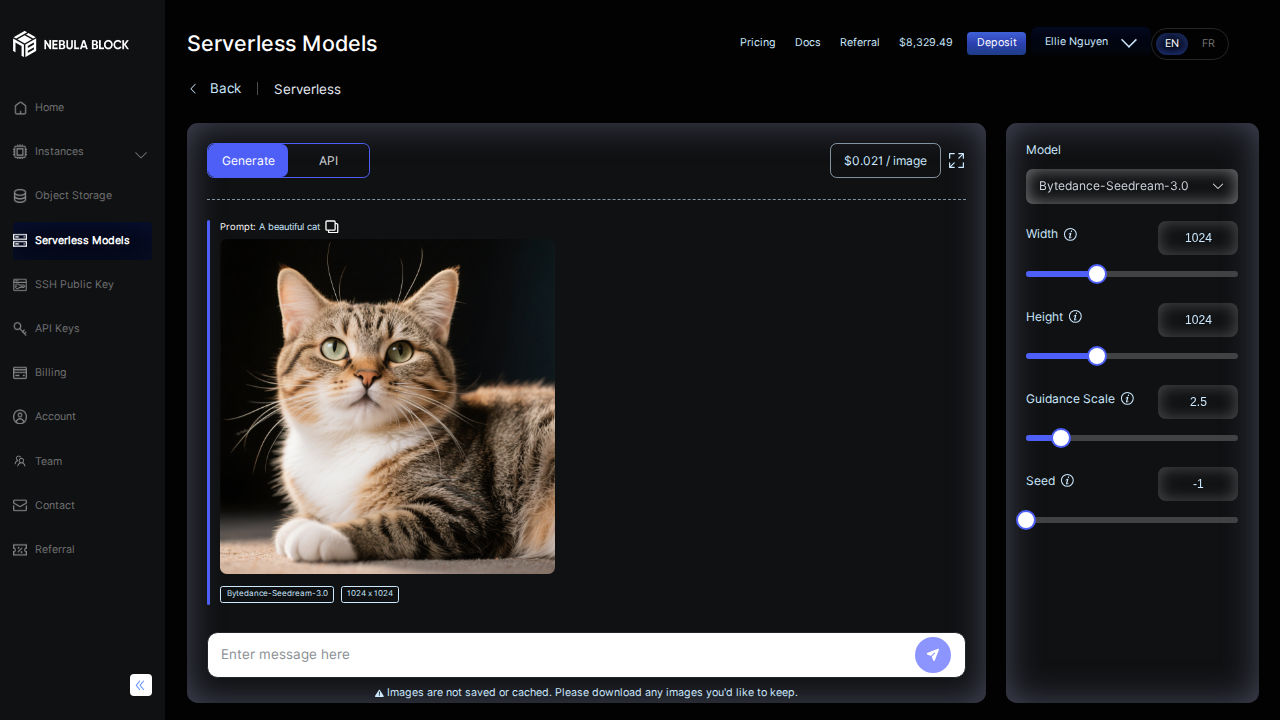 NEBULA BLOCK
Serverless Models
Pricing
Docs
Referral
$8,329.49
Deposit
Ellie Nguyen
EN
FR
Back
Serverless
Home
Instances
Object Storage
Serverless Models
SSH Public Key
API Keys
Billing
Account
Team
Contact
Referral
Generate
API
$0.021 / image
Prompt: A beautiful cat
Bytedance-Seedream-3.0
1024 x 1024
Enter message here
Images are not saved or cached. Please download any images you'd like to keep.
Model
Bytedance-Seedream-3.0
Width
1024
Height
1024
Guidance Scale
2.5
Seed
-1